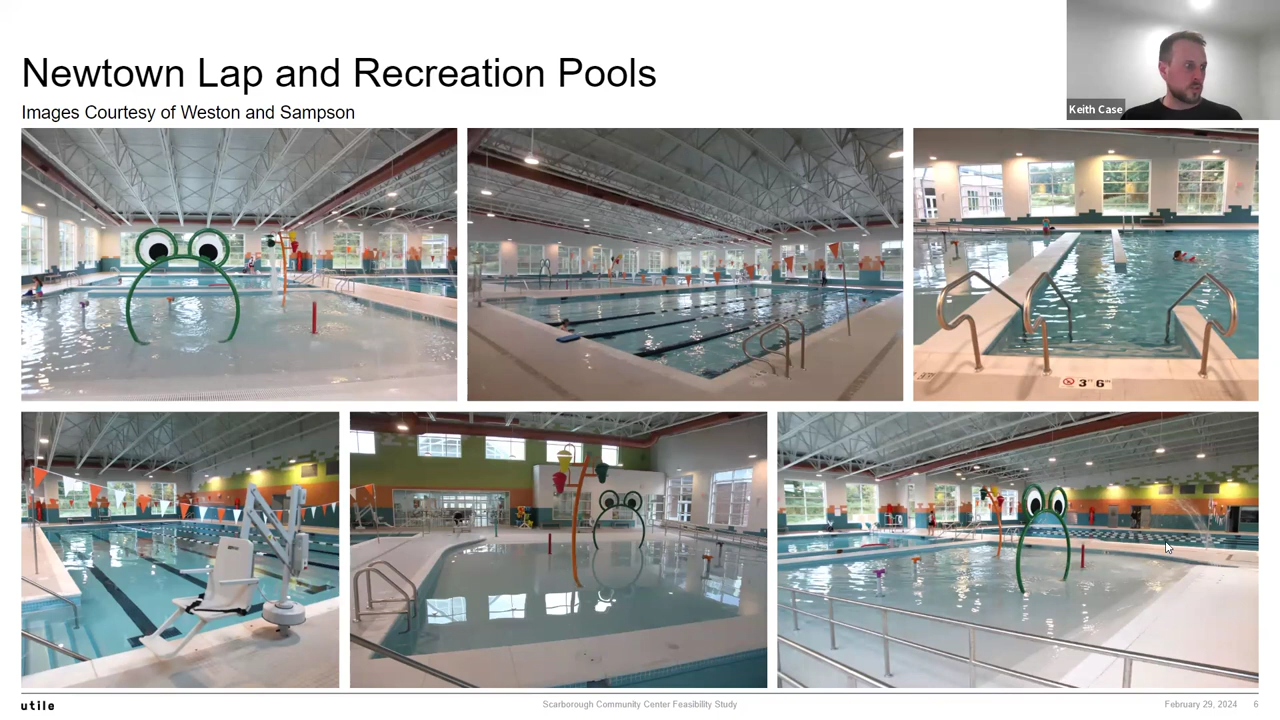 Newtown Lap and Recreation Pools
Images Courtesy of Weston and Sampson
Keith Case
3' 6"
utile
Scarborough Community Center Feasibility Study
February 29, 2024
6